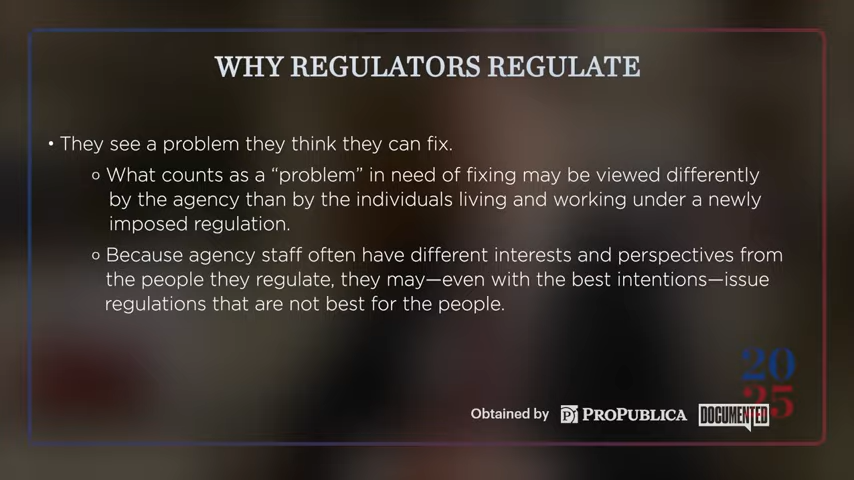 WHY REGULATORS REGULATE
• They see a problem they think they can fix.
o What counts as a “problem” in need of fixing may be viewed differently
by the agency than by the individuals living and working under a newly
imposed regulation.
o Because agency staff often have different interests and perspectives from
the people they regulate, they may—even with the best intentions—issue
regulations that are not best for the people.
20
25
Obtained by P PROPUBLICA DOCUMENTED